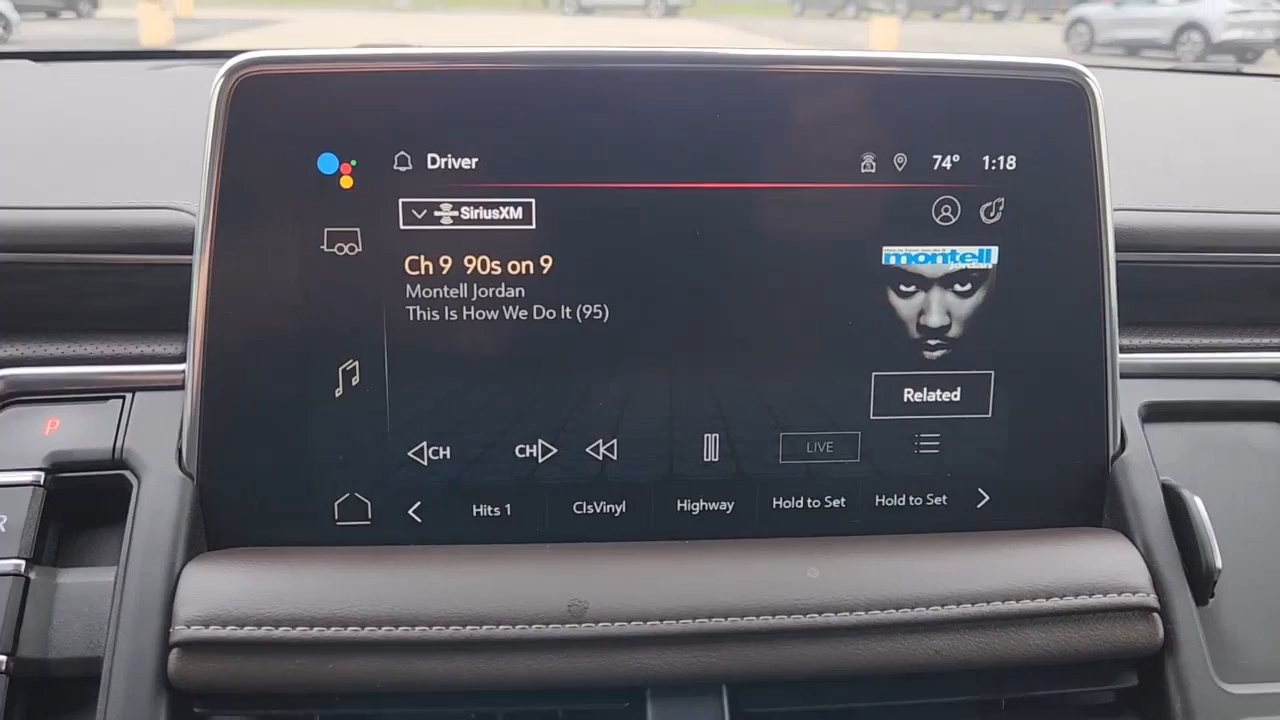 Driver
74° 1:18
SiriusXM
Ch 9 90s on 9
Montell Jordan
This Is How We Do It (95)
montell
jordan
Related
P
R
CH
CH
LIVE
Hits 1
ClsVinyl
Highway
Hold to Set
Hold to Set